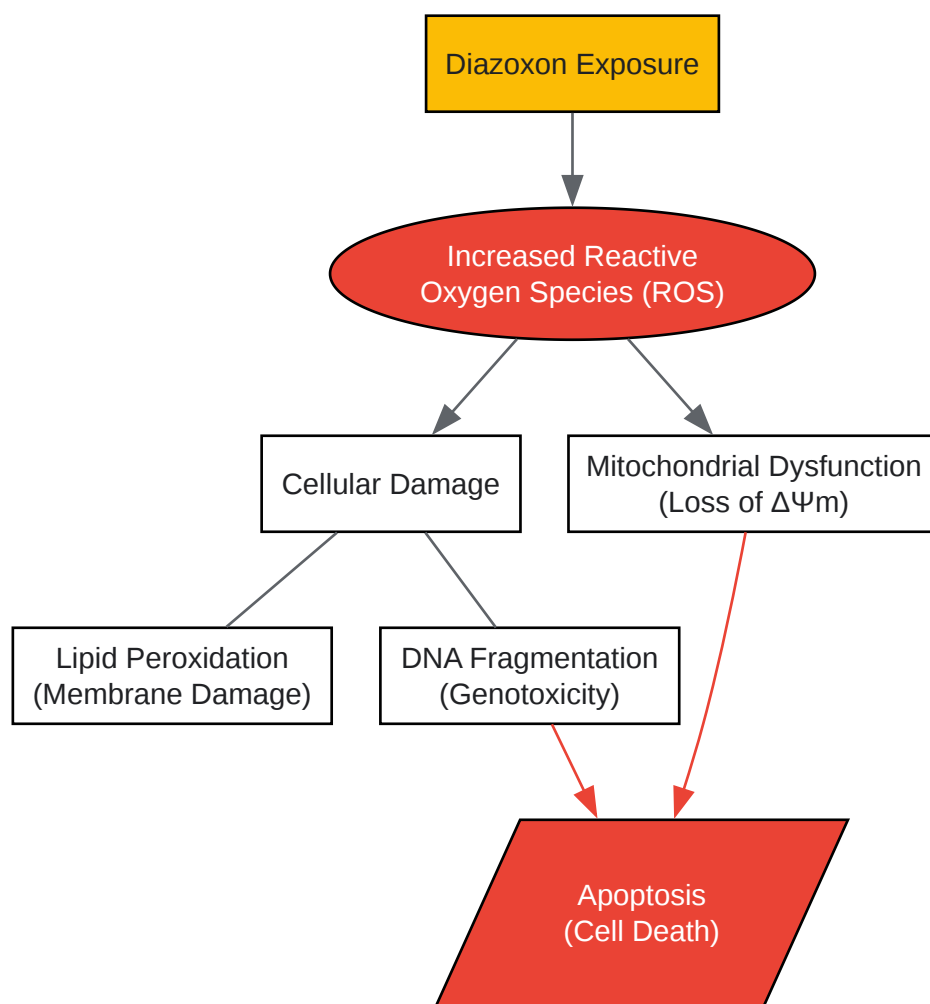 Diazoxon Exposure
Increased Reactive
Oxygen Species (ROS)
Cellular Damage
Mitochondrial Dysfunction
(Loss of ΔΨm)
Lipid Peroxidation
(Membrane Damage)
DNA Fragmentation
(Genotoxicity)
Apoptosis
(Cell Death)